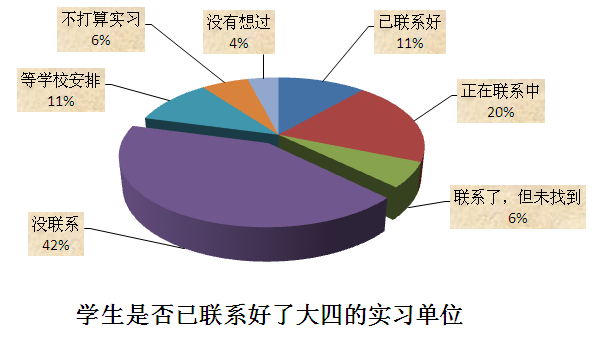 不打算实习
6%
没有想过
4%
已联系好
11%
等学校安排
11%
正在联系中
20%
联系了，但未找到
6%
没联系
42%
学生是否已联系好了大四的实习单位